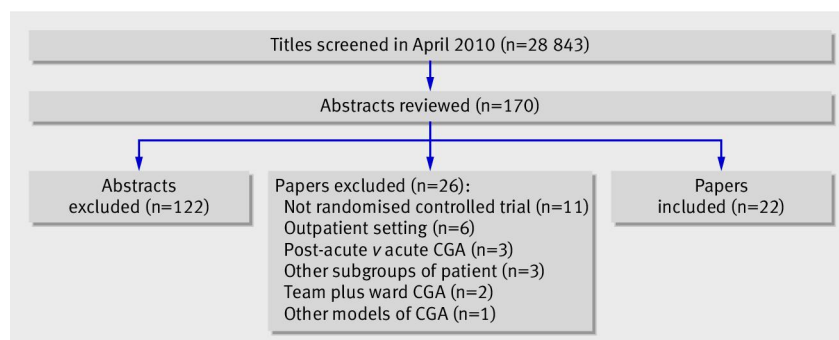 Titles screened in April 2010 (n=28 843)
Abstracts reviewed (n=170)
Abstracts
excluded (n=122)
Papers excluded (n=26):
Not randomised controlled trial (n=11)
Outpatient setting (n=6)
Post-acute v acute CGA (n=3)
Other subgroups of patient (n=3)
Team plus ward CGA (n=2)
Other models of CGA (n=1)
Papers
included (n=22)